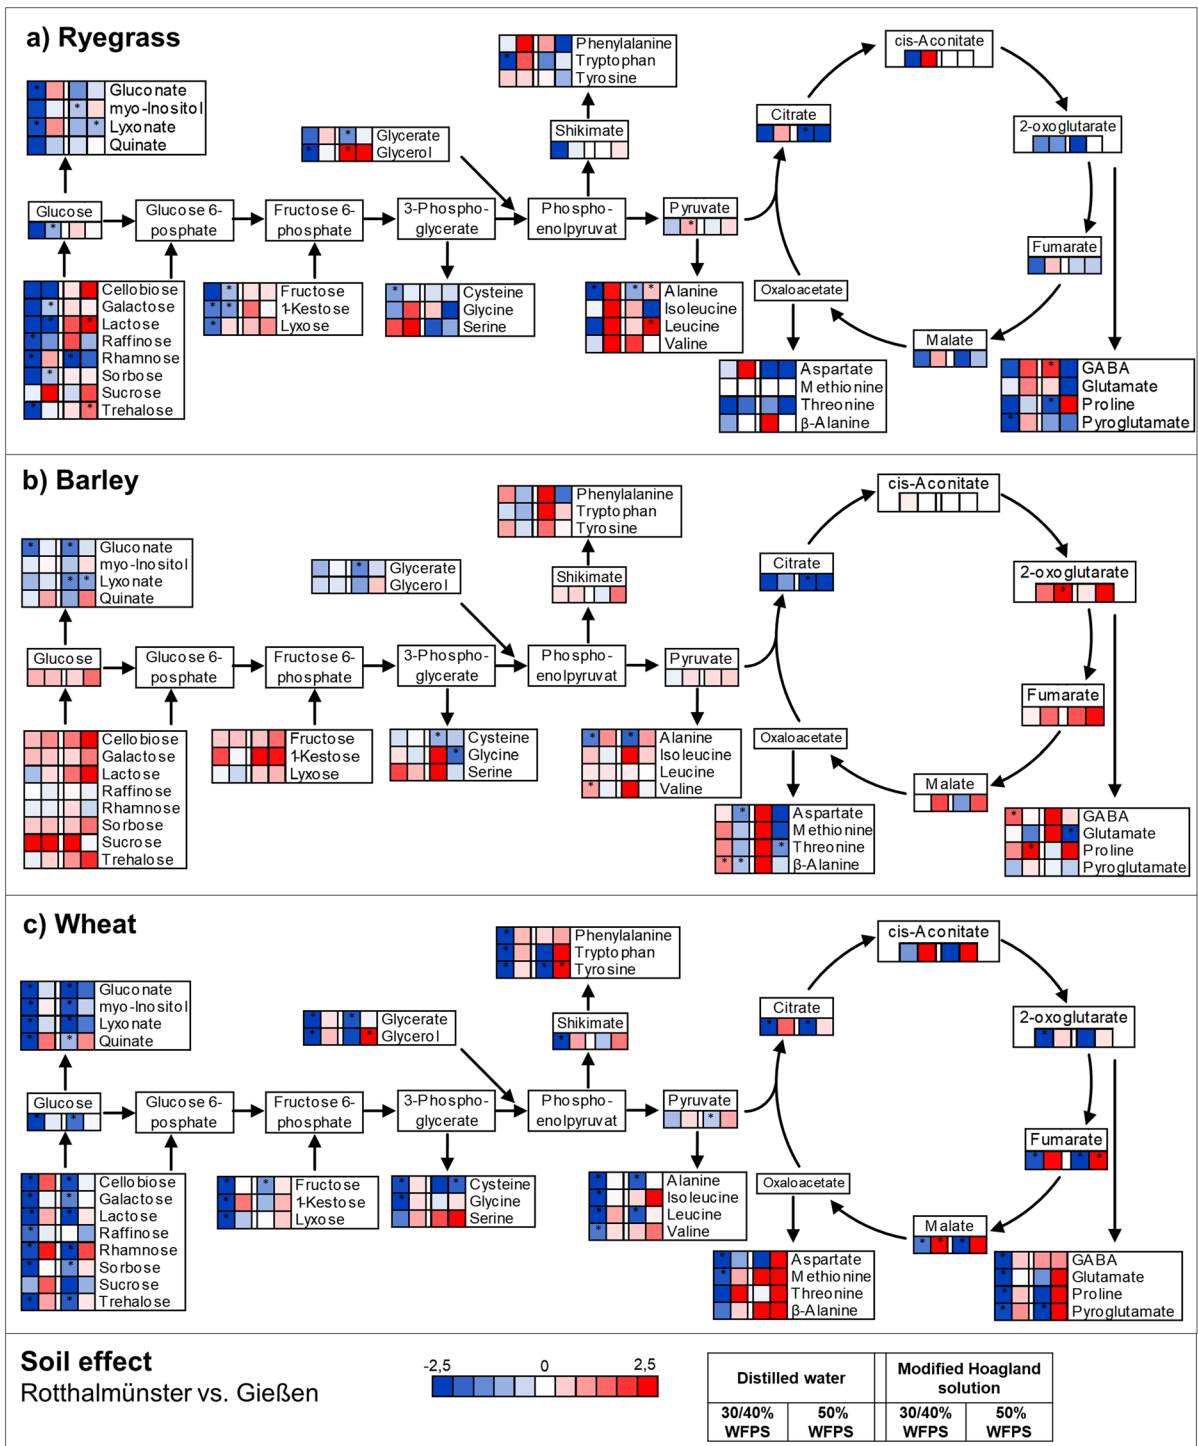 a) Ryegrass
Phenylalanine
Tryptophan
Tyrosine
cis-Aconitate
Gluconate
myo-Inositol
Lyxonate
Quinate
Glycerate
Glycerol
Shikimate
Citrate
2-oxoglutarate
Glucose
Glucose 6-
posphate
Fructose 6-
phosphate
3-Phospho-
glycerate
Phospho-
enolpyruvat
Pyruvate
Fumarate
Cellobiose
Galactose
Lactose
Raffinose
Rhamnose
Sorbose
Sucrose
Trehalose
Fructose
1-Kestose
Lyxose
Cysteine
Glycine
Serine
Alanine
Isoleucine
Leucine
Valine
Oxaloacetate
Malate
Aspartate
Methionine
Threonine
β-Alanine
GABA
Glutamate
Proline
Pyroglutamate
b) Barley
Phenylalanine
Tryptophan
Tyrosine
cis-Aconitate
Gluconate
myo-Inositol
Lyxonate
Quinate
Glycerate
Glycerol
Shikimate
Citrate
2-oxoglutarate
Glucose
Glucose 6-
posphate
Fructose 6-
phosphate
3-Phospho-
glycerate
Phospho-
enolpyruvat
Pyruvate
Fumarate
Cellobiose
Galactose
Lactose
Raffinose
Rhamnose
Sorbose
Sucrose
Trehalose
Fructose
1-Kestose
Lyxose
Cysteine
Glycine
Serine
Alanine
Isoleucine
Leucine
Valine
Oxaloacetate
Malate
Aspartate
Methionine
Threonine
β-Alanine
GABA
Glutamate
Proline
Pyroglutamate
c) Wheat
Phenylalanine
Tryptophan
Tyrosine
cis-Aconitate
Gluconate
myo-Inositol
Lyxonate
Quinate
Glycerate
Glycerol
Shikimate
Citrate
2-oxoglutarate
Glucose
Glucose 6-
posphate
Fructose 6-
phosphate
3-Phospho-
glycerate
Phospho-
enolpyruvat
Pyruvate
Fumarate
Cellobiose
Galactose
Lactose
Raffinose
Rhamnose
Sorbose
Sucrose
Trehalose
Fructose
1-Kestose
Lyxose
Cysteine
Glycine
Serine
Alanine
Isoleucine
Leucine
Valine
Oxaloacetate
Malate
Aspartate
Methionine
Threonine
β-Alanine
GABA
Glutamate
Proline
Pyroglutamate
Soil effect
Rotthalmünster vs. Gießen
-2,5 0 2,5
Distilled water
Modified Hoagland
solution
30/40%
WFPS
50%
WFPS
30/40%
WFPS
50%
WFPS